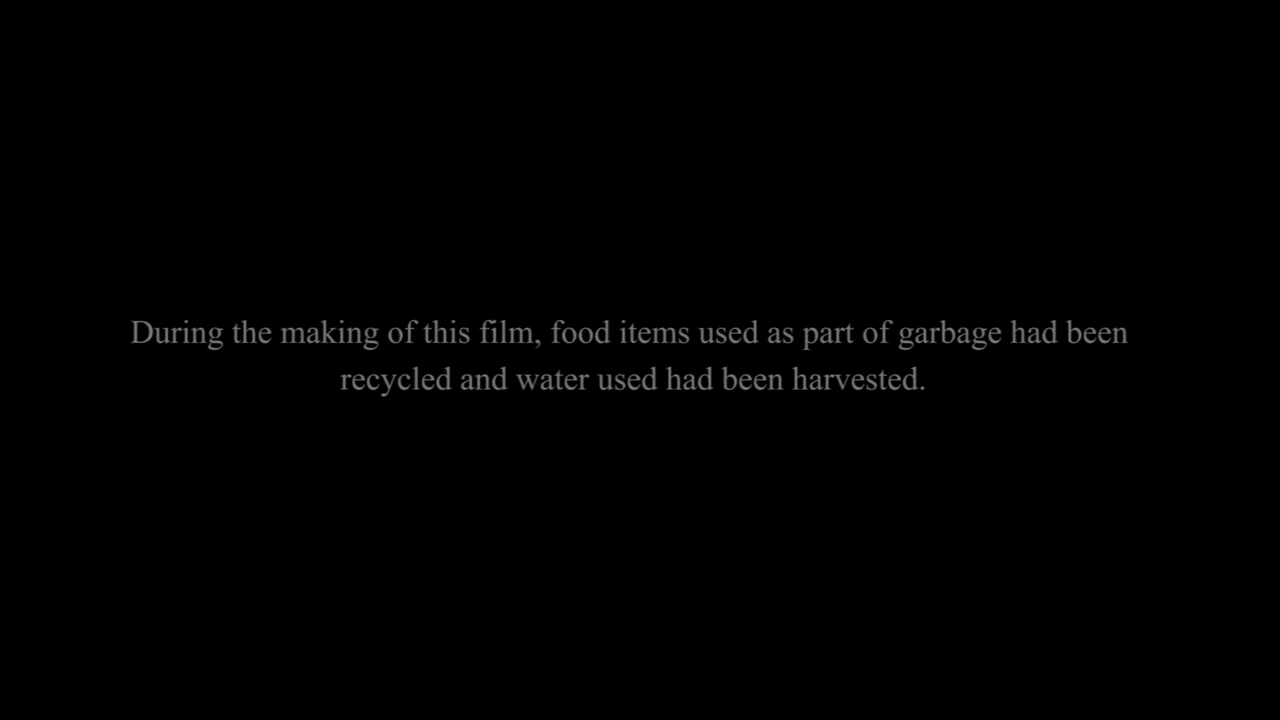 During the making of this film, food items used as part of garbage had been
recycled and water used had been harvested.